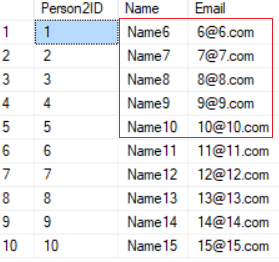 Person2ID Name Email
1 1 Name6 6@6.com
2 2 Name7 7@7.com
3 3 Name8 8@8.com
4 4 Name9 9@9.com
5 5 Name10 10@10.com
6 6 Name11 11@11.com
7 7 Name12 12@12.com
8 8 Name13 13@13.com
9 9 Name14 14@14.com
10 10 Name15 15@15.com